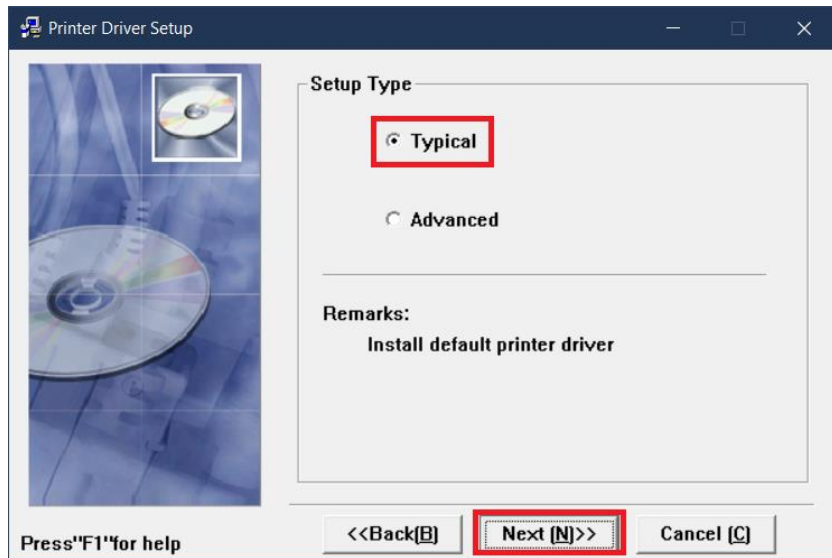 Printer Driver Setup
Setup Type
Typical
Advanced
Remarks:
Install default printer driver
Press"F1"for help
<<Back(B) Next (N)>> Cancel (C)